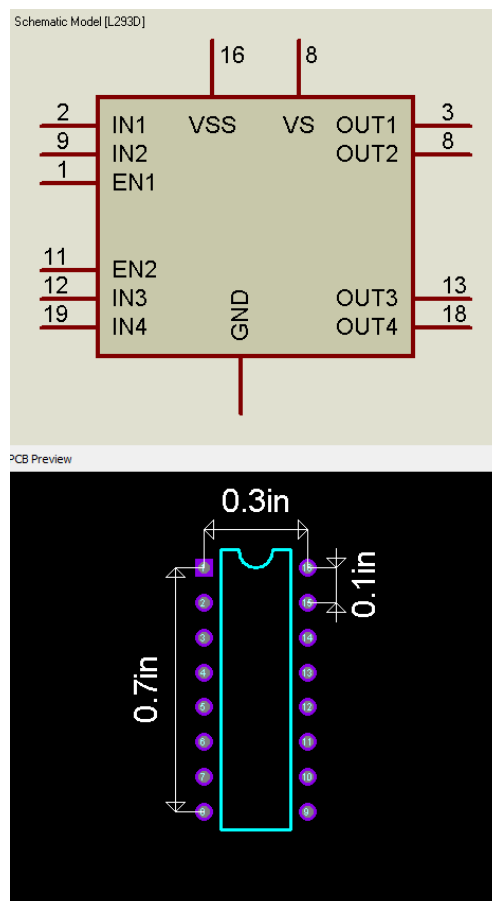 Schematic Model [L293D]
16 8
2 IN1 VSS VS OUT1 3
9 IN2 OUT2 8
1 EN1
11 EN2
12 IN3 OUT3 13
19 IN4 GND OUT4 18
PCB Preview
0.3in
1 16
0.1in
2 15
3 14
4 13
0.7in
5 12
6 11
7 10
8 9